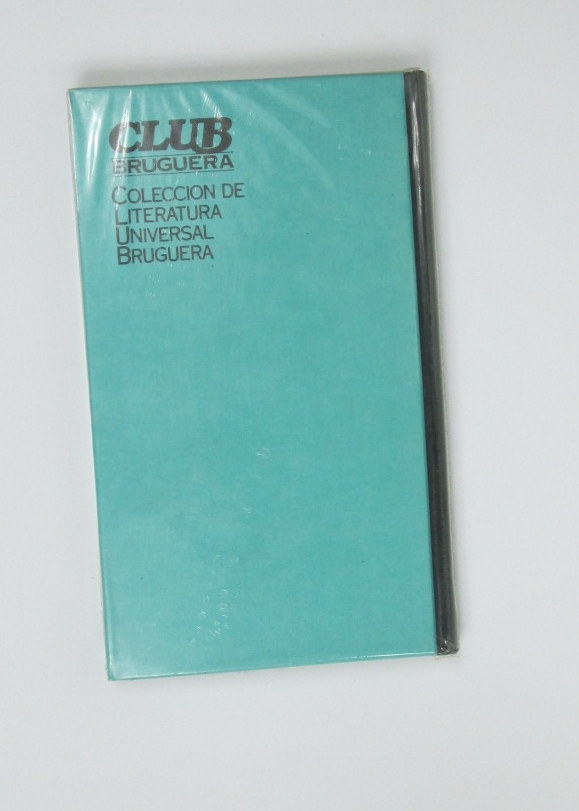 CLUB
BRUGUERA
COLECCION DE
LITERATURA
UNIVERSAL
BRUGUERA